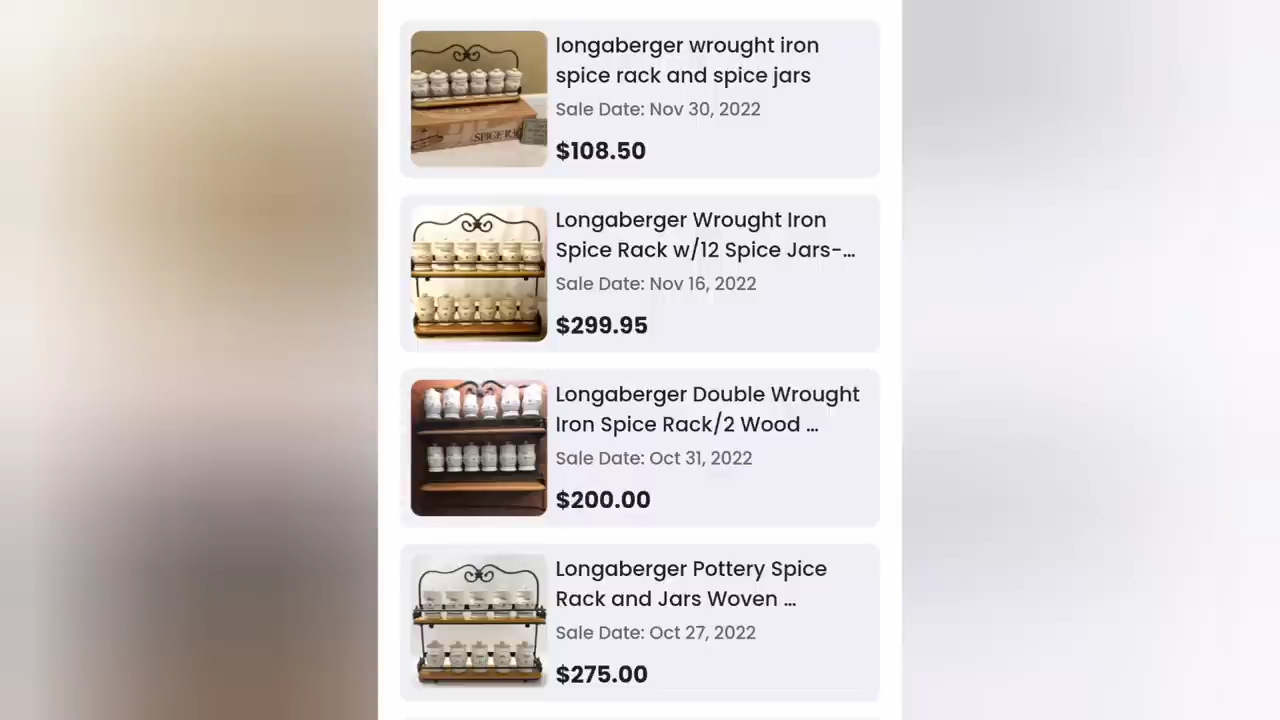 longaberger wrought iron
spice rack and spice jars
Sale Date: Nov 30, 2022
$108.50
Longaberger Wrought Iron
Spice Rack w/12 Spice Jars-...
Sale Date: Nov 16, 2022
$299.95
Longaberger Double Wrought
Iron Spice Rack/2 Wood ...
Sale Date: Oct 31, 2022
$200.00
Longaberger Pottery Spice
Rack and Jars Woven ...
Sale Date: Oct 27, 2022
$275.00